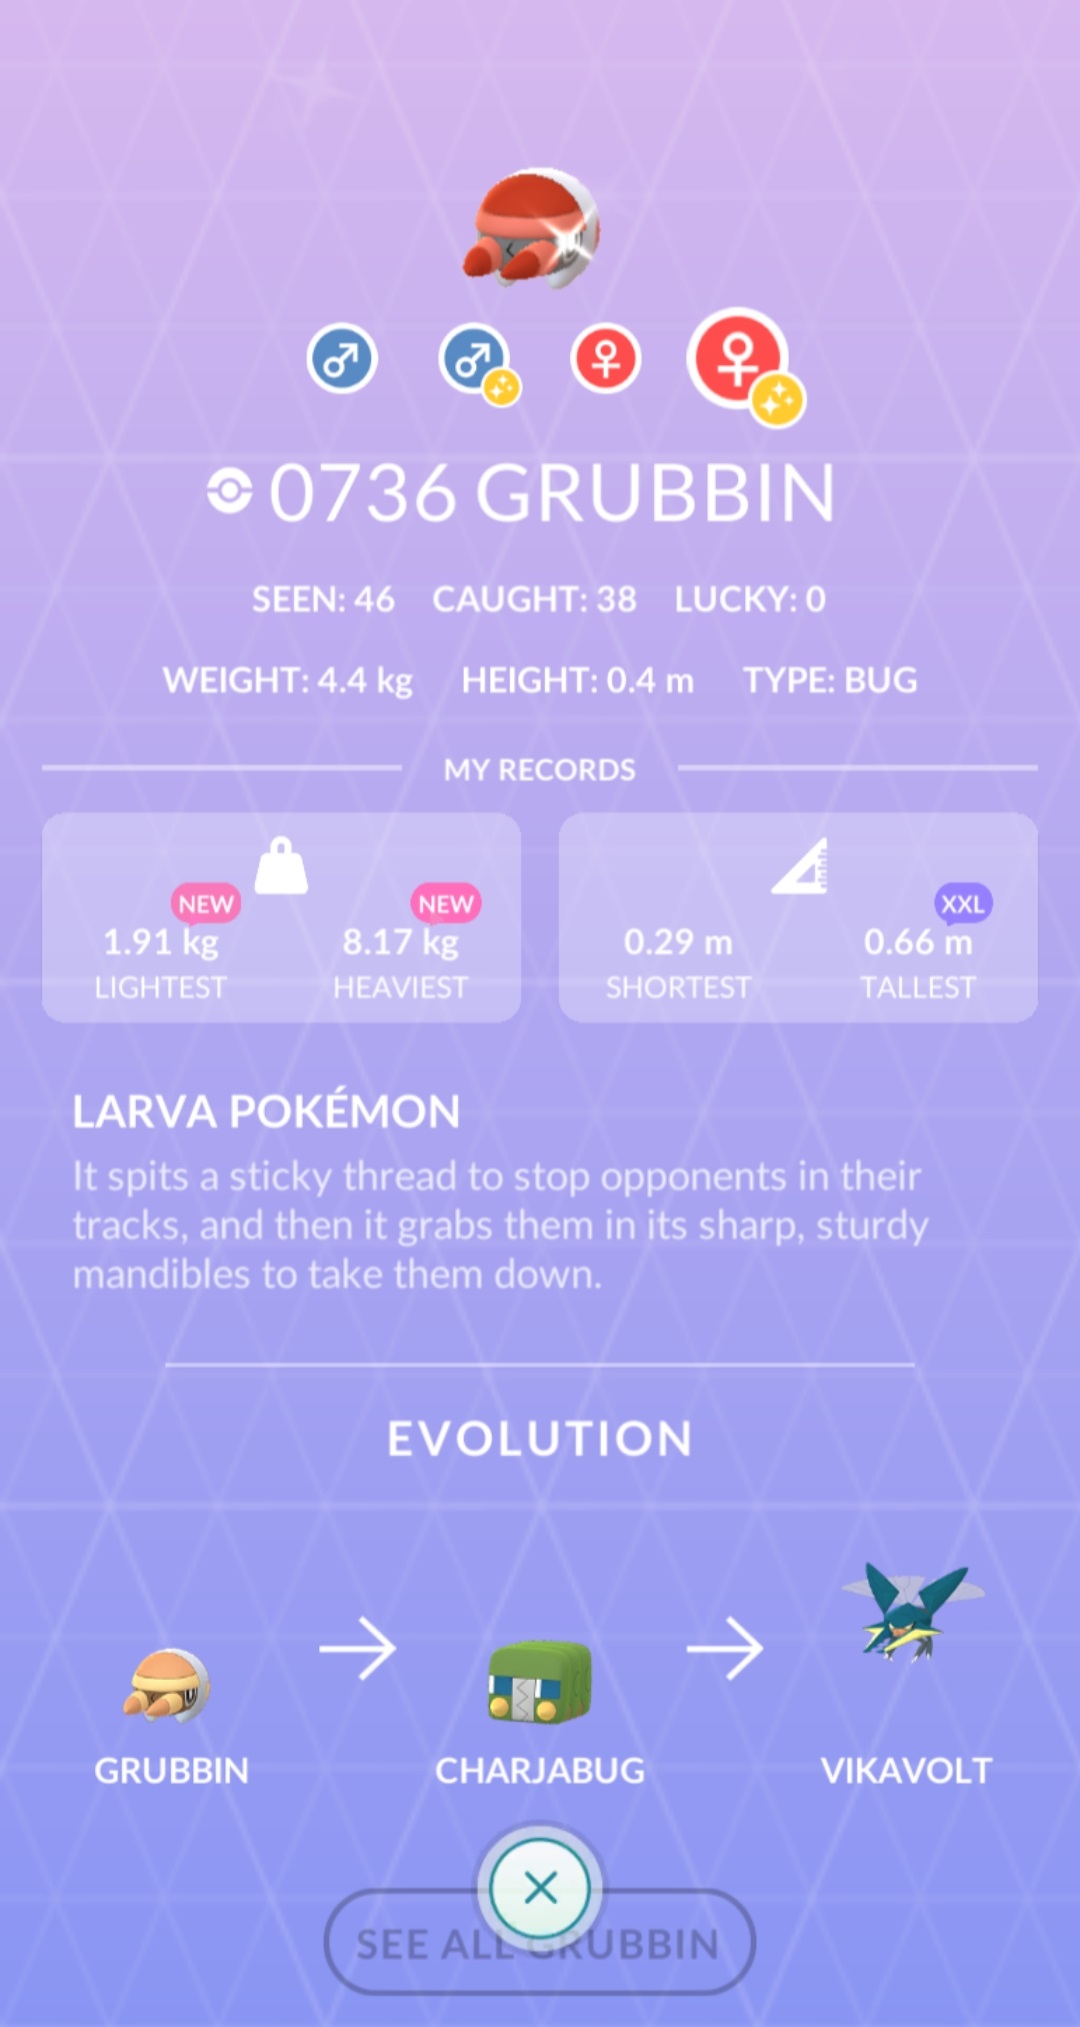 0736 GRUBBIN
SEEN: 46 CAUGHT: 38 LUCKY: 0
WEIGHT: 4.4 kg HEIGHT: 0.4 m TYPE: BUG
MY RECORDS
NEW NEW XXL
1.91 kg 8.17 kg 0.29 m 0.66 m
LIGHTEST HEAVIEST SHORTEST TALLEST
LARVA POKÉMON
It spits a sticky thread to stop opponents in their
tracks, and then it grabs them in its sharp, sturdy
mandibles to take them down.
EVOLUTION
GRUBBIN CHARJABUG VIKAVOLT
SEE ALL GRUBBIN